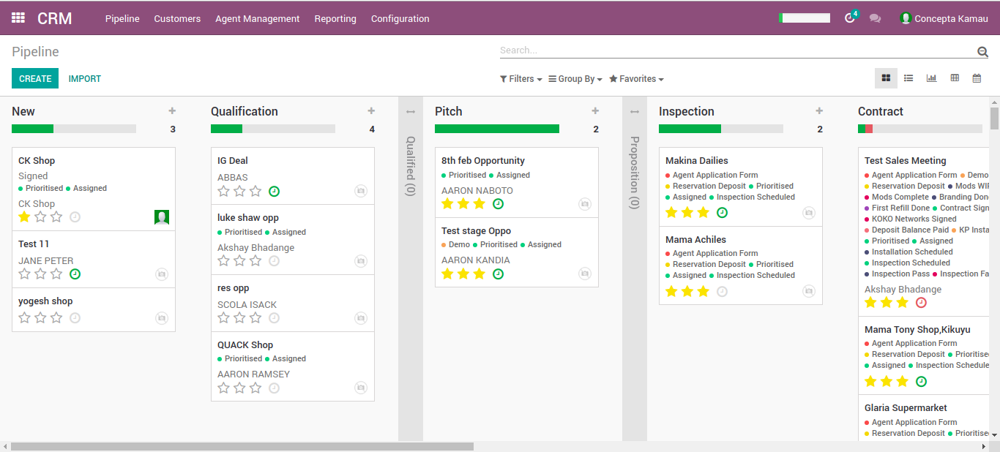 CRM Pipeline Customers Agent Management Reporting Configuration 4 Concepta Kamau
Pipeline
Search...
CREATE IMPORT
Filters Group By Favorites
New
3
CK Shop
Signed
Prioritised Assigned
CK Shop
Test 11
JANE PETER
yogesh shop
Qualification
4
IG Deal
ABBAS
luke shaw opp
Prioritised Assigned
Akshay Bhadange
res opp
SCOLA ISACK
QUACK Shop
Prioritised Assigned
AARON RAMSEY
Qualified (0)
Pitch
2
8th feb Opportunity
Prioritised Assigned
AARON NABOTO
Test stage Oppo
Demo Prioritised Assigned
AARON KANDIA
Proposition (0)
Inspection
2
Makina Dailies
Agent Application Form
Reservation Deposit Prioritised
Assigned Inspection Scheduled
Mama Achiles
Agent Application Form
Reservation Deposit Prioritised
Assigned Inspection Scheduled
Contract
Test Sales Meeting
Agent Application Form Demo
Reservation Deposit Mods WIP
Mods Complete Branding Don
First Refill Done Contract Sign
KOKO Networks Signed
Deposit Balance Paid KP Insta
Prioritised Assigned
Installation Scheduled
Inspection Scheduled
Inspection Pass Inspection Fa
Akshay Bhadange
Mama Tony Shop,Kikuyu
Agent Application Form
Reservation Deposit Prioritise
Assigned Inspection Schedule
Glaria Supermarket
Agent Application Form
Reservation Deposit Prioritise